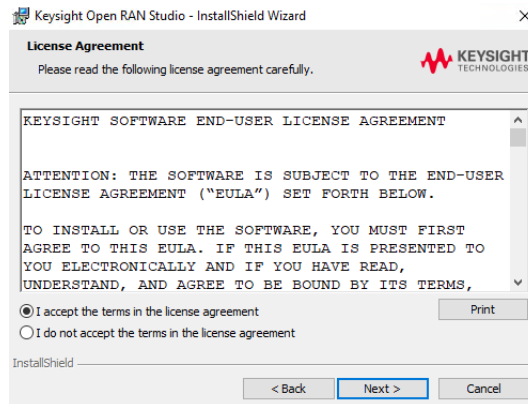 Keysight Open RAN Studio - InstallShield Wizard
License Agreement
Please read the following license agreement carefully.
KEYSIGHT
TECHNOLOGIES
KEYSIGHT SOFTWARE END-USER LICENSE AGREEMENT
ATTENTION: THE SOFTWARE IS SUBJECT TO THE END-USER
LICENSE AGREEMENT (“EULA”) SET FORTH BELOW.
TO INSTALL OR USE THE SOFTWARE, YOU MUST FIRST
AGREE TO THIS EULA. IF THIS EULA IS PRESENTED TO
YOU ELECTRONICALLY AND IF YOU HAVE READ,
UNDERSTAND, AND AGREE TO BE BOUND BY ITS TERMS,
I accept the terms in the license agreement
Print
I do not accept the terms in the license agreement
InstallShield
< Back
Next >
Cancel